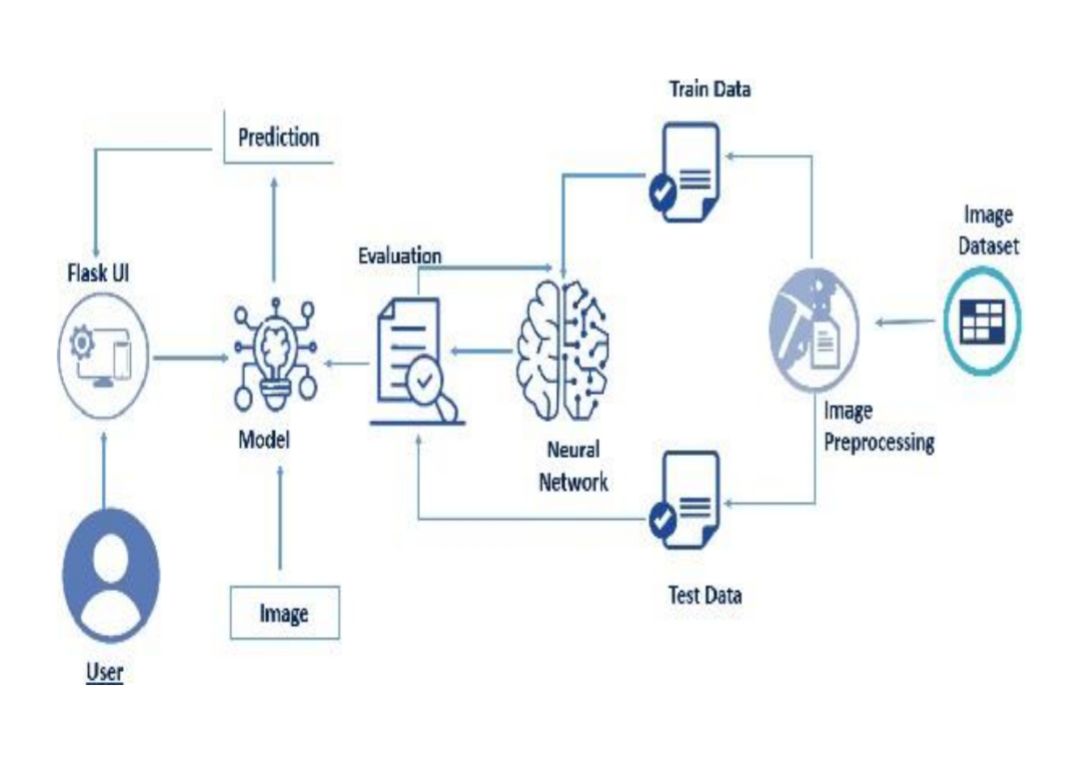 Train Data
Prediction
Image
Dataset
Evaluation
Flask UI
Image
Preprocessing
Model
Neural
Network
Test Data
Image
User